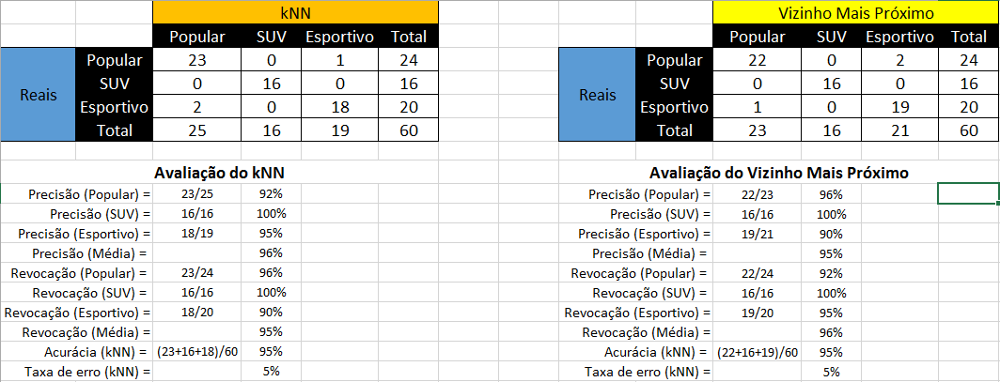 kNN
Vizinho Mais Próximo
Popular SUV Esportivo Total
Popular SUV Esportivo Total
Reais
Popular 23 0 1 24
SUV 0 16 0 16
Esportivo 2 0 18 20
Total 25 16 19 60
Reais
Popular 22 0 2 24
SUV 0 16 0 16
Esportivo 1 0 19 20
Total 23 16 21 60
Avaliação do kNN
Precisão (Popular) = 23/25 92%
Precisão (SUV) = 16/16 100%
Precisão (Esportivo) = 18/19 95%
Precisão (Média) = 96%
Revocação (Popular) = 23/24 96%
Revocação (SUV) = 16/16 100%
Revocação (Esportivo) = 18/20 90%
Revocação (Média) = 95%
Acurácia (kNN) = (23+16+18)/60 95%
Taxa de erro (kNN) = 5%
Avaliação do Vizinho Mais Próximo
Precisão (Popular) = 22/23 96%
Precisão (SUV) = 16/16 100%
Precisão (Esportivo) = 19/21 90%
Precisão (Média) = 95%
Revocação (Popular) = 22/24 92%
Revocação (SUV) = 16/16 100%
Revocação (Esportivo) = 19/20 95%
Revocação (Média) = 96%
Acurácia (kNN) = (22+16+19)/60 95%
Taxa de erro (kNN) = 5%